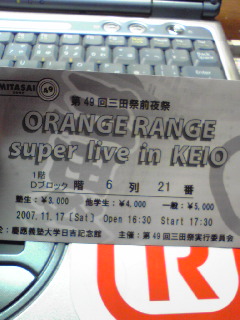 MITASAI
49
第49回三田祭前夜祭
ORANGE RANGE
super live in KEIO
1階
Dブロック 階 6 列 21 番
塾生：¥3,000 他学生：¥4,000 一般：¥5,000
2007.11.17 (Sat) Open 16:30 Start 17:30
：慶應義塾大学日吉記念館 主催：第49回三田祭実行委員会
R